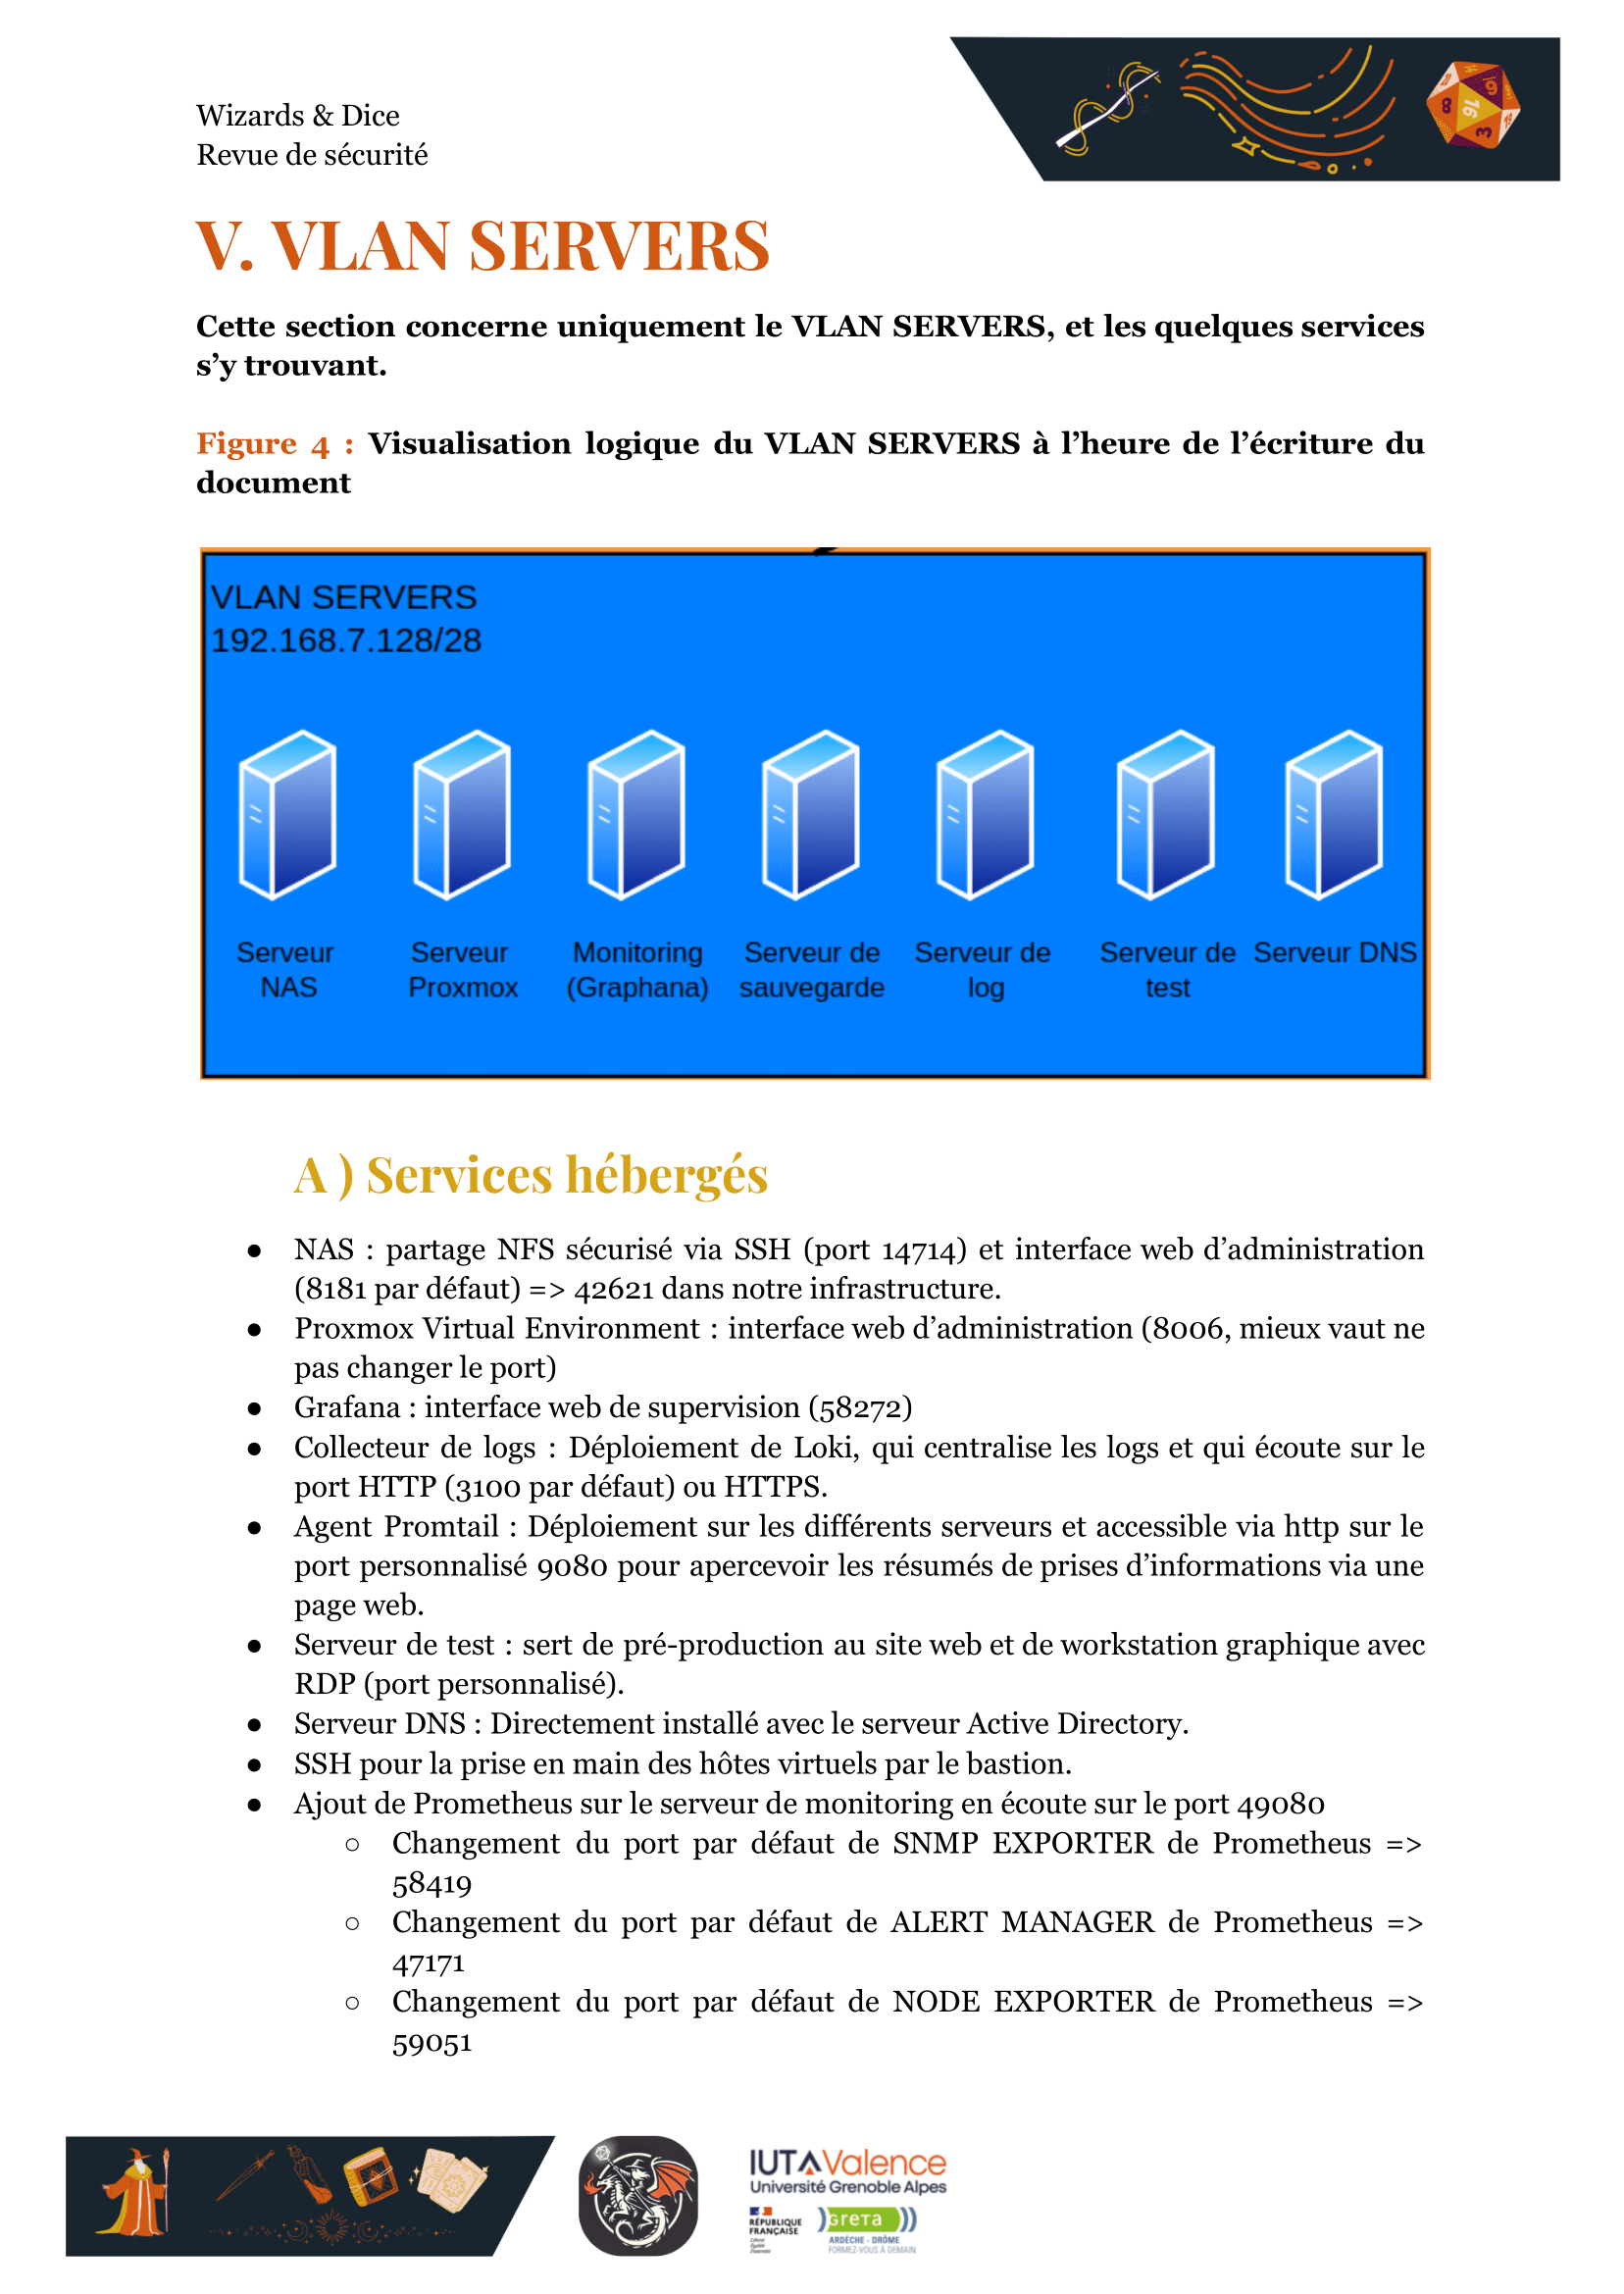 Wizards & Dice
Revue de sécurité
V. VLAN SERVERS
Cette section concerne uniquement le VLAN SERVERS, et les quelques services
s’y trouvant.
Figure 4 : Visualisation logique du VLAN SERVERS à l’heure de l’écriture du
document
VLAN SERVERS
192.168.7.128/28
Serveur NAS
Serveur Proxmox
Monitoring (Graphana)
Serveur de sauvegarde
Serveur de log
Serveur de test
Serveur DNS
A ) Services hébergés
● NAS : partage NFS sécurisé via SSH (port 14714) et interface web d’administration
(8181 par défaut) => 42621 dans notre infrastructure.
● Proxmox Virtual Environment : interface web d’administration (8006, mieux vaut ne
pas changer le port)
● Grafana : interface web de supervision (58272)
● Collecteur de logs : Déploiement de Loki, qui centralise les logs et qui écoute sur le
port HTTP (3100 par défaut) ou HTTPS.
● Agent Promtail : Déploiement sur les différents serveurs et accessible via http sur le
port personnalisé 9080 pour apercevoir les résumés de prises d’informations via une
page web.
● Serveur de test : sert de pré-production au site web et de workstation graphique avec
RDP (port personnalisé).
● Serveur DNS : Directement installé avec le serveur Active Directory.
● SSH pour la prise en main des hôtes virtuels par le bastion.
● Ajout de Prometheus sur le serveur de monitoring en écoute sur le port 49080
○ Changement du port par défaut de SNMP EXPORTER de Prometheus =>
58419
○ Changement du port par défaut de ALERT MANAGER de Prometheus =>
47171
○ Changement du port par défaut de NODE EXPORTER de Prometheus =>
59051
IUT Valence
Université Grenoble Alpes
RÉPUBLIQUE
FRANÇAISE
Liberté
Égalité
Fraternité
GRETA
ARDÈCHE - DRÔME
FORMEZ-VOUS À DEMAIN